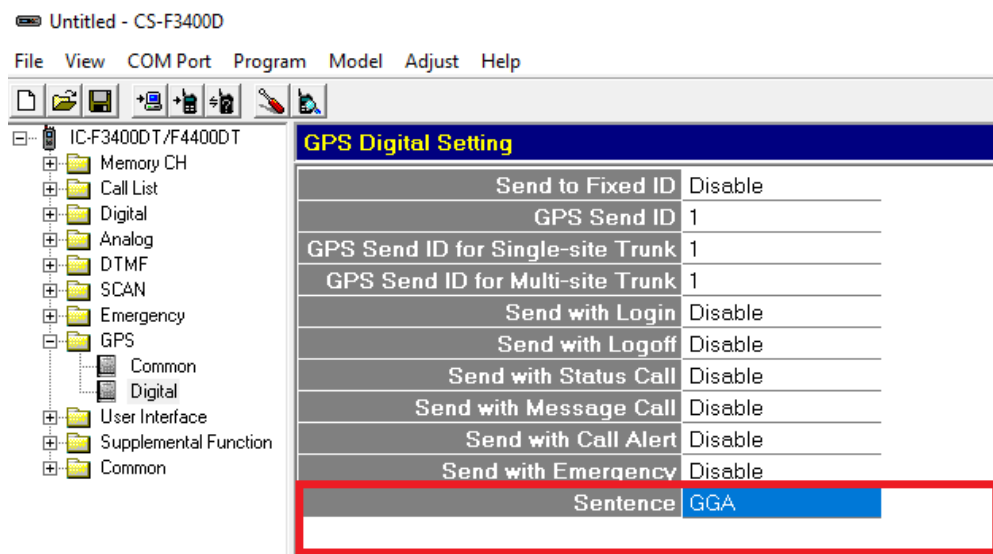 Untitled - CS-F3400D
File View COM Port Program Model Adjust Help
IC-F3400DT/F4400DT
Memory CH
Call List
Digital
Analog
DTMF
SCAN
Emergency
GPS
Common
Digital
User Interface
Supplemental Function
Common
GPS Digital Setting
Send to Fixed ID Disable
GPS Send ID 1
GPS Send ID for Single-site Trunk 1
GPS Send ID for Multi-site Trunk 1
Send with Login Disable
Send with Logoff Disable
Send with Status Call Disable
Send with Message Call Disable
Send with Call Alert Disable
Send with Emergency Disable
Sentence GGA